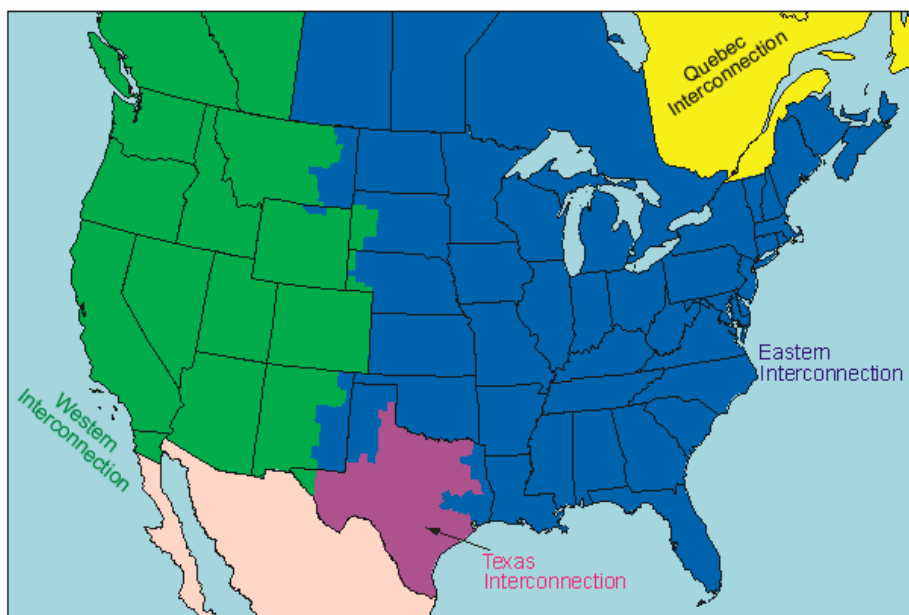 Quebec
Interconnection
Eastern
Interconnection
Western
Interconnection
Texas
Interconnection